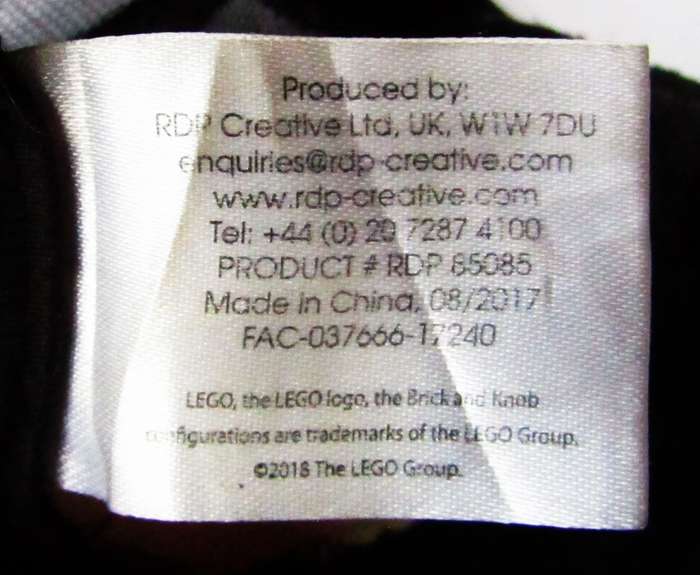 Produced by:
RDP Creative Ltd, UK, W1W 7DU
enquiries@rdp-creative.com
www.rdp-creative.com
Tel: +44 (0) 20 7287 4100
PRODUCT # RDP 85085
Made in China, 08/2017
FAC-037666-17240
LEGO, the LEGO logo, the Brick and Knob
configurations are trademarks of the LEGO Group.
©2018 The LEGO Group.